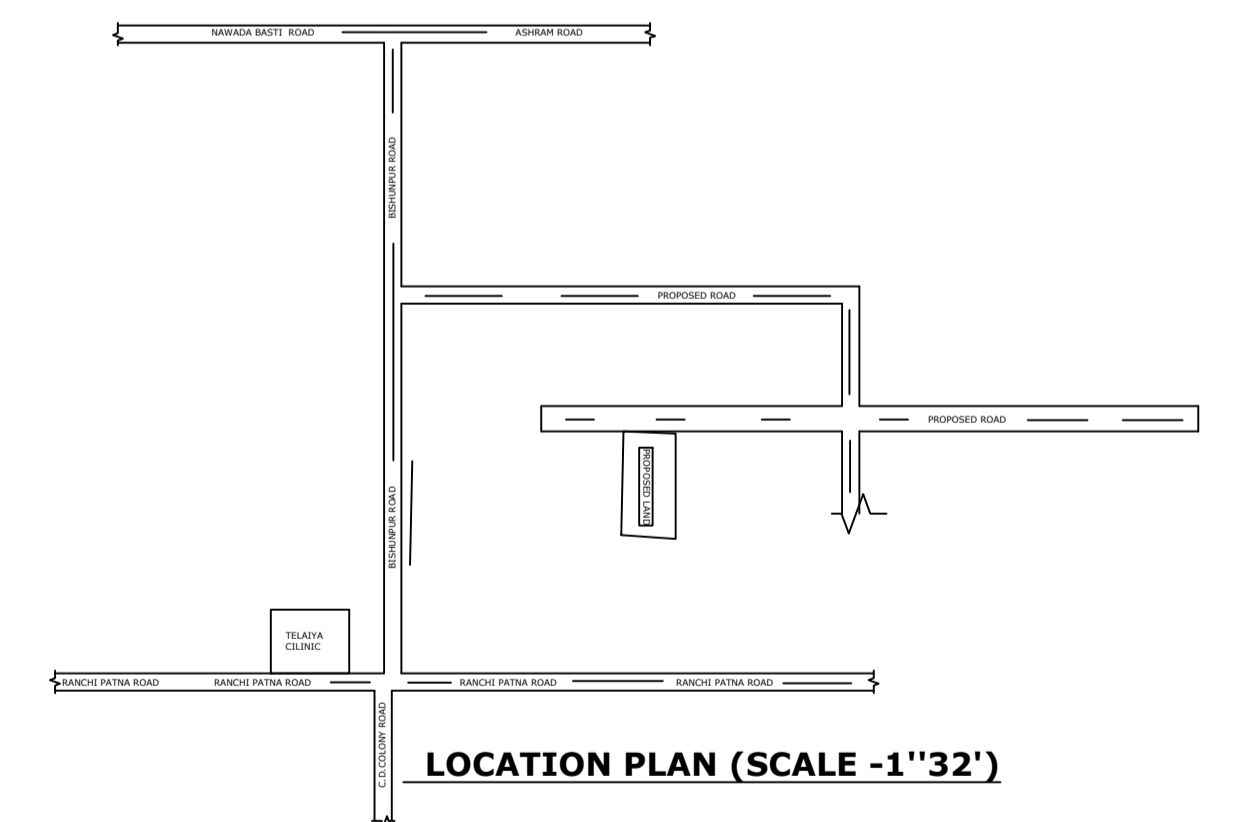 NAWADA BASTI ROAD
ASHRAM ROAD
BISHUNPUR ROAD
PROPOSED ROAD
PROPOSED ROAD
PROPOSED LAND
BISHUNPUR ROAD
TELAIYA
CILINIC
RANCHI PATNA ROAD
RANCHI PATNA ROAD
RANCHI PATNA ROAD
RANCHI PATNA ROAD
C.D.COLONY ROAD
LOCATION PLAN (SCALE -1''32')